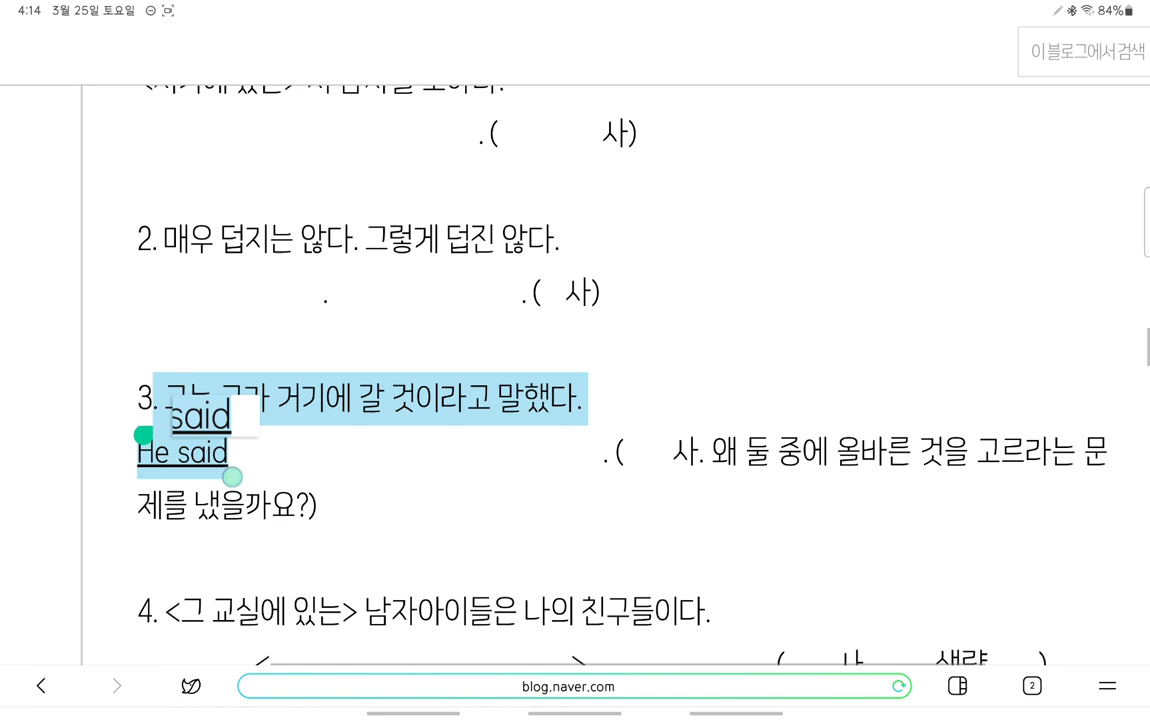 4:14 3월 25일 토요일 84%
이 블로그에서 검색
.( 사)
2. 매우 덥지는 않다. 그렇게 덥진 않다.
. .( 사)
3. 그는 그가 거기에 갈 것이라고 말했다.
said
He said .( 사. 왜 둘 중에 올바른 것을 고르라는 문
제를 냈을까요?)
4. <그 교실에 있는> 남자아이들은 나의 친구들이다.
blog.naver.com
2